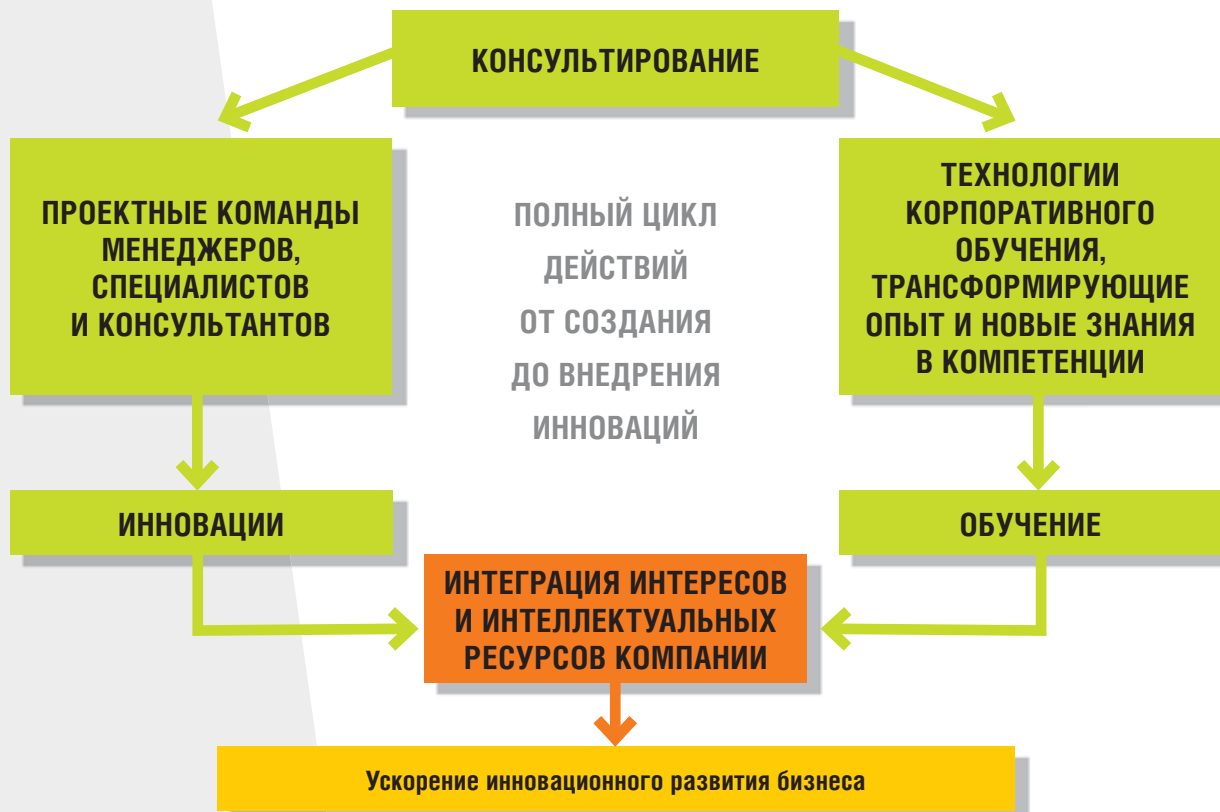 КОНСУЛЬТИРОВАНИЕ
ПРОЕКТНЫЕ КОМАНДЫ
МЕНЕДЖЕРОВ,
СПЕЦИАЛИСТОВ
И КОНСУЛЬТАНТОВ
ПОЛНЫЙ ЦИКЛ
ДЕЙСТВИЙ
ОТ СОЗДАНИЯ
ДО ВНЕДРЕНИЯ
ИННОВАЦИЙ
ТЕХНОЛОГИИ
КОРПОРАТИВНОГО
ОБУЧЕНИЯ,
ТРАНСФОРМИРУЮЩИЕ
ОПЫТ И НОВЫЕ ЗНАНИЯ
В КОМПЕТЕНЦИИ
ИННОВАЦИИ
ОБУЧЕНИЕ
ИНТЕГРАЦИЯ ИНТЕРЕСОВ
И ИНТЕЛЛЕКТУАЛЬНЫХ
РЕСУРСОВ КОМПАНИИ
Ускорение инновационного развития бизнеса